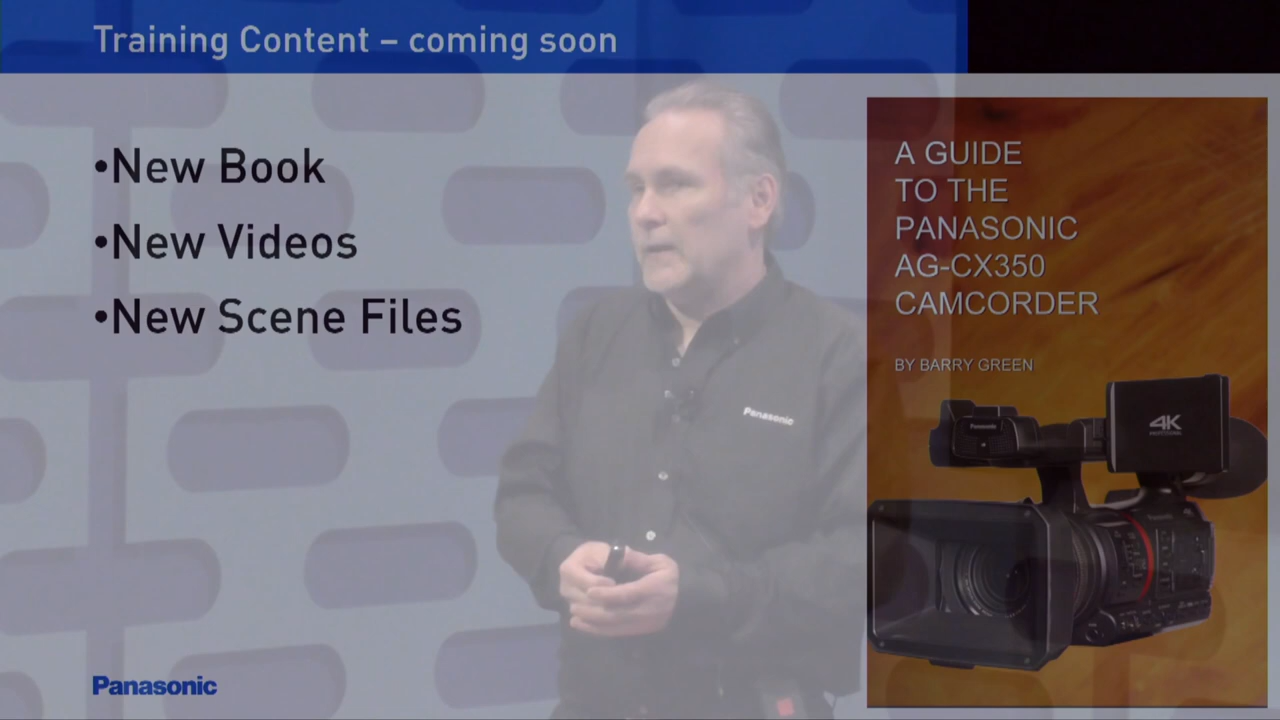 Training Content – coming soon
•New Book
•New Videos
•New Scene Files
Panasonic
A GUIDE
TO THE
PANASONIC
AG-CX350
CAMCORDER
BY BARRY GREEN
Panasonic
4K
Panasonic